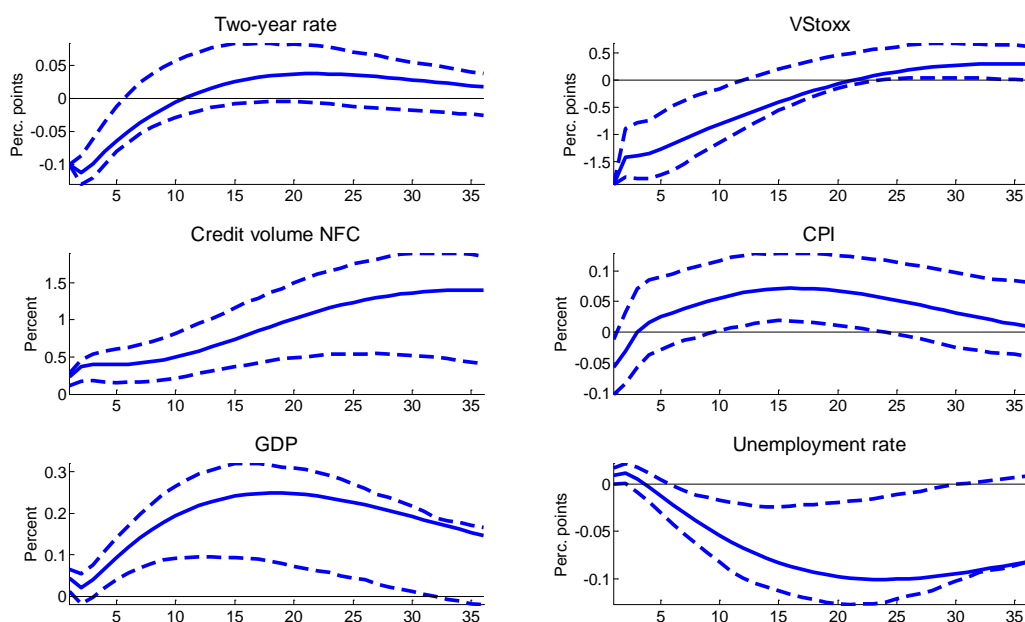 Two-year rate
Perc. points
0.05
0
-0.05
-0.1
5 10 15 20 25 30 35
VStoxx
Perc. points
0.5
0
-0.5
-1
-1.5
5 10 15 20 25 30 35
Credit volume NFC
Percent
1.5
1
0.5
0
5 10 15 20 25 30 35
CPI
Percent
0.1
0.05
0
-0.05
-0.1
5 10 15 20 25 30 35
GDP
Percent
0.3
0.2
0.1
0
5 10 15 20 25 30 35
Unemployment rate
Perc. points
0
-0.05
-0.1
5 10 15 20 25 30 35